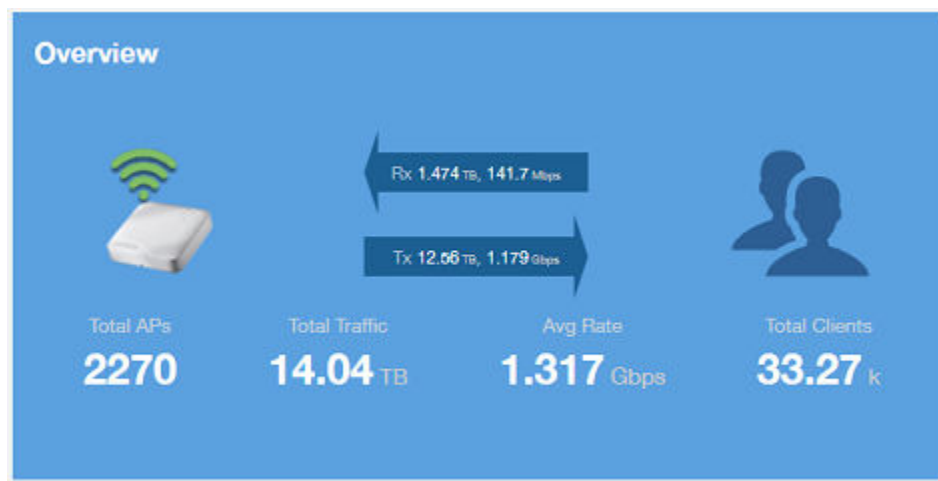 Overview
Rx 1.474 TB, 141.7 Mbps
Tx 12.56 TB, 1.179 Gbps
Total APs
2270
Total Traffic
14.04 TB
Avg Rate
1.317 Gbps
Total Clients
33.27 k